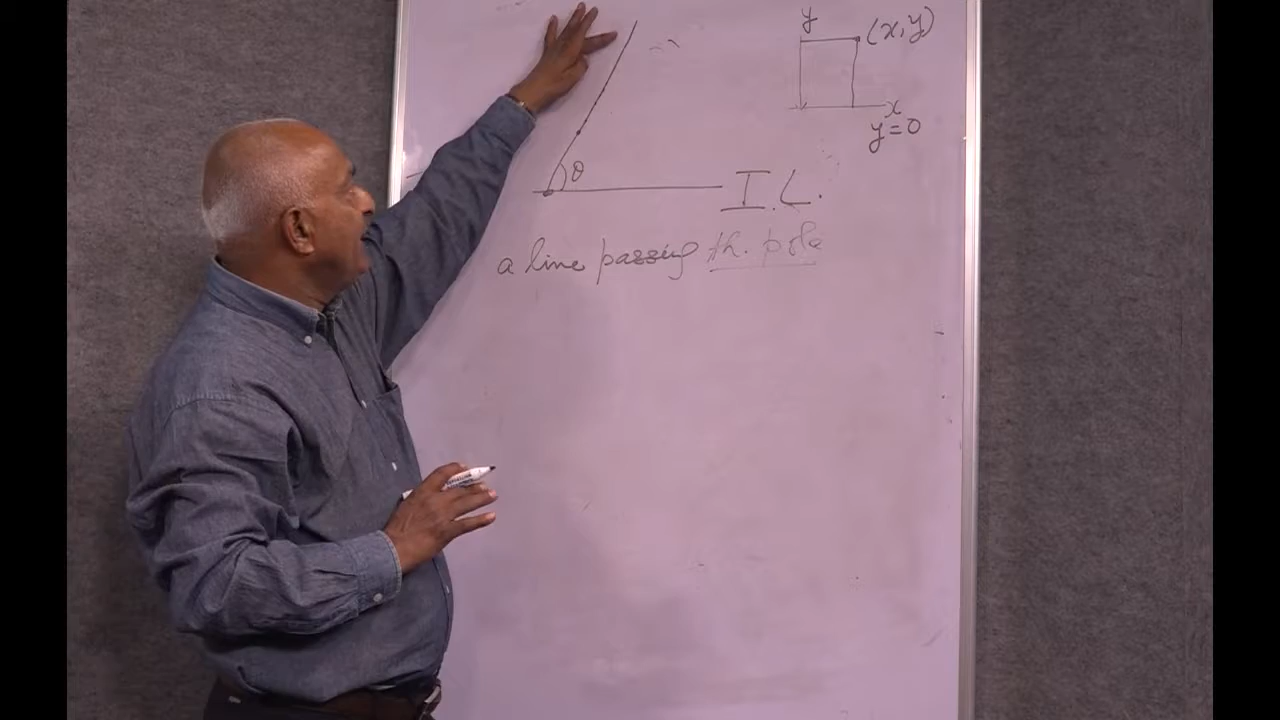 y
(x, y)
x
y = 0
θ
I.L.
a line passing th. pole